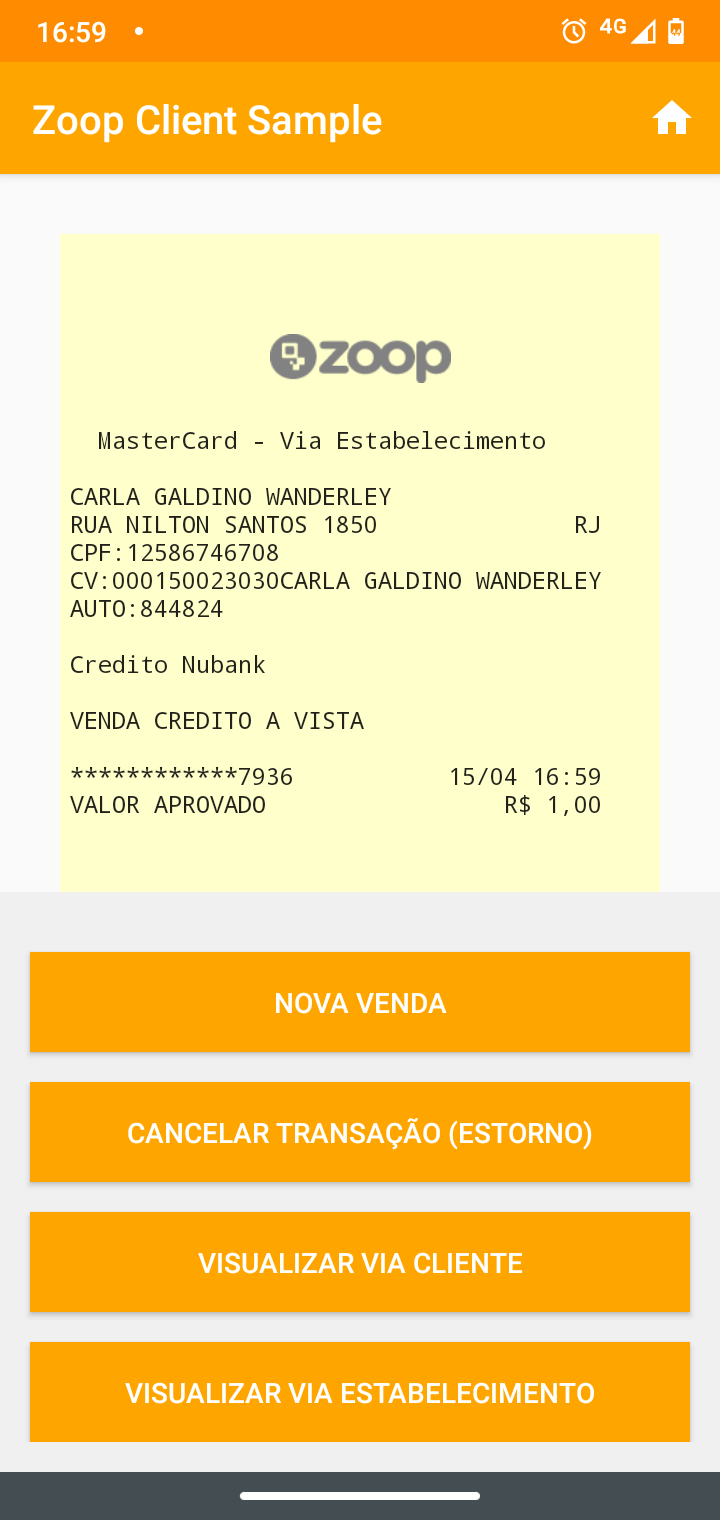 16:59
4G
Zoop Client Sample
zoop
MasterCard - Via Estabelecimento
CARLA GALDINO WANDERLEY
RUA NILTON SANTOS 1850 RJ
CPF:12586746708
CV:000150023030CARLA GALDINO WANDERLEY
AUTO:844824
Credito Nubank
VENDA CREDITO A VISTA
************7936 15/04 16:59
VALOR APROVADO R$ 1,00
NOVA VENDA
CANCELAR TRANSAÇÃO (ESTORNO)
VISUALIZAR VIA CLIENTE
VISUALIZAR VIA ESTABELECIMENTO